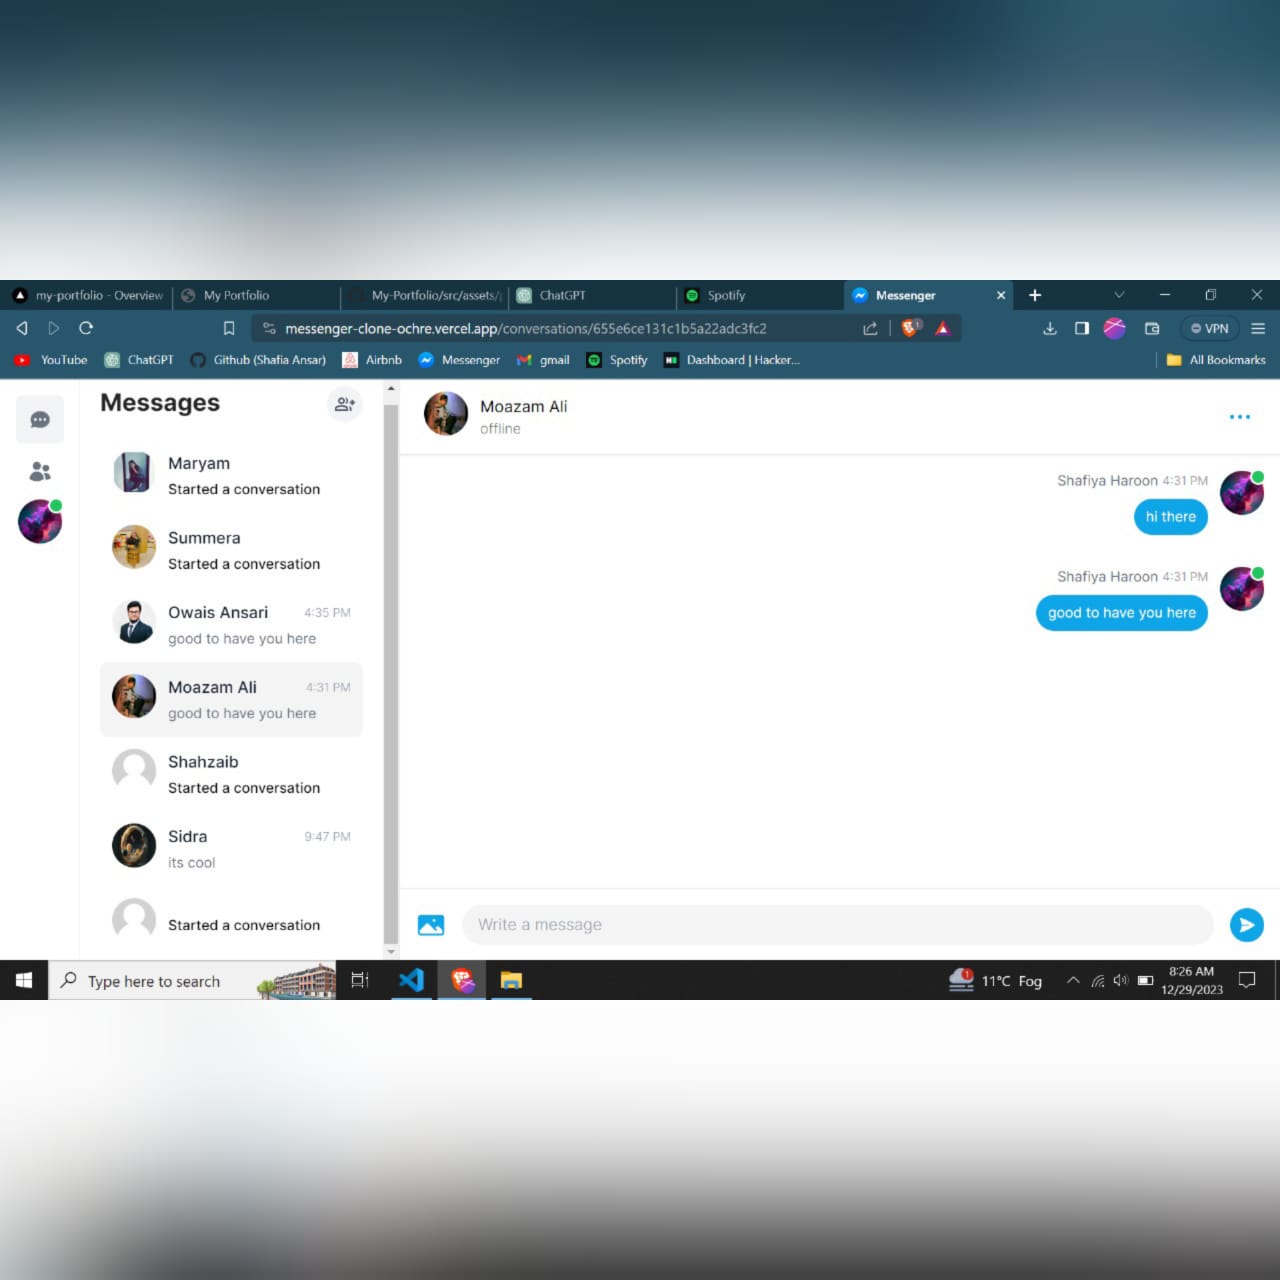 my-portfolio - Overview
My Portfolio
My-Portfolio/src/assets/
ChatGPT
Spotify
Messenger
messenger-clone-ochre.vercel.app/conversations/655e6ce131c1b5a22adc3fc2
1
VPN
YouTube
ChatGPT
Github (Shafia Ansar)
Airbnb
Messenger
gmail
Spotify
Dashboard | Hacker...
All Bookmarks
Messages
Maryam
Started a conversation
Summera
Started a conversation
Owais Ansari 4:35 PM
good to have you here
Moazam Ali 4:31 PM
good to have you here
Shahzaib
Started a conversation
Sidra 9:47 PM
its cool
Started a conversation
Moazam Ali
offline
Shafiya Haroon 4:31 PM
hi there
Shafiya Haroon 4:31 PM
good to have you here
Write a message
Type here to search
1
11°C Fog
8:26 AM
12/29/2023